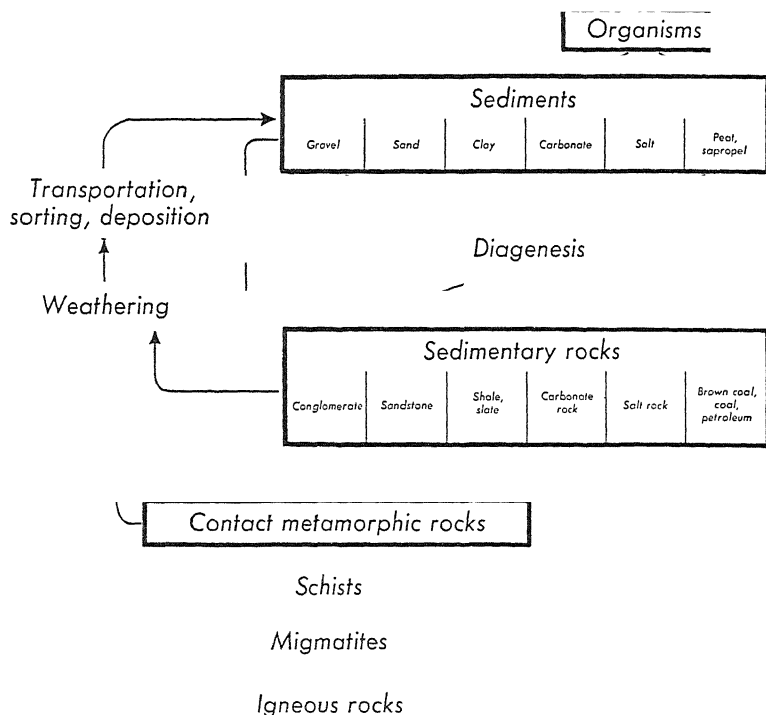 Organisms
Sediments
Gravel
Sand
Clay
Carbonate
Salt
Peat,
sapropel
Transportation,
sorting, deposition
Diagenesis
Weathering
Sedimentary rocks
Conglomerate
Sandstone
Shale,
slate
Carbonate
rock
Salt rock
Brown coal,
coal,
petroleum
Contact metamorphic rocks
Schists
Migmatites
Igneous rocks